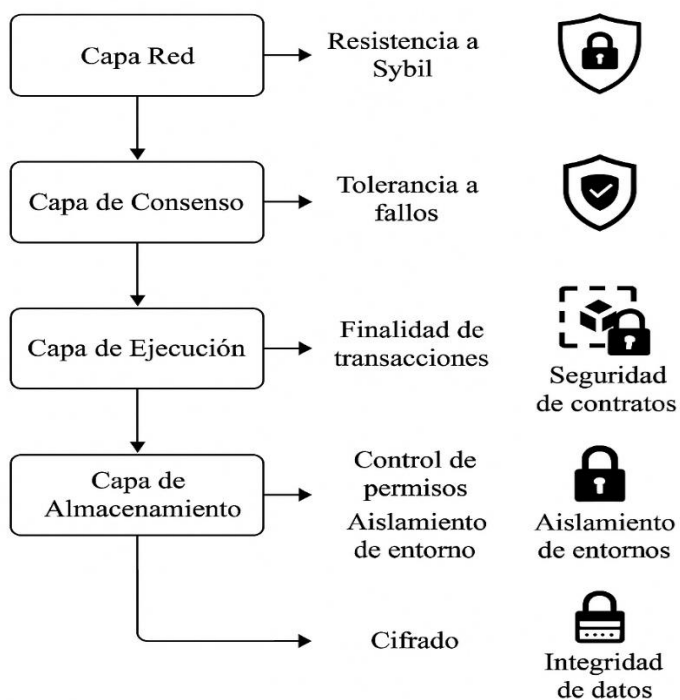 Capa Red
Resistencia a
Sybil
Capa de Consenso
Tolerancia a
fallos
Capa de Ejecución
Finalidad de
transacciones
Seguridad
de contratos
Capa de
Almacenamiento
Control de
permisos
Aislamiento
de entorno
Aislamiento
de entornos
Cifrado
Integridad
de datos